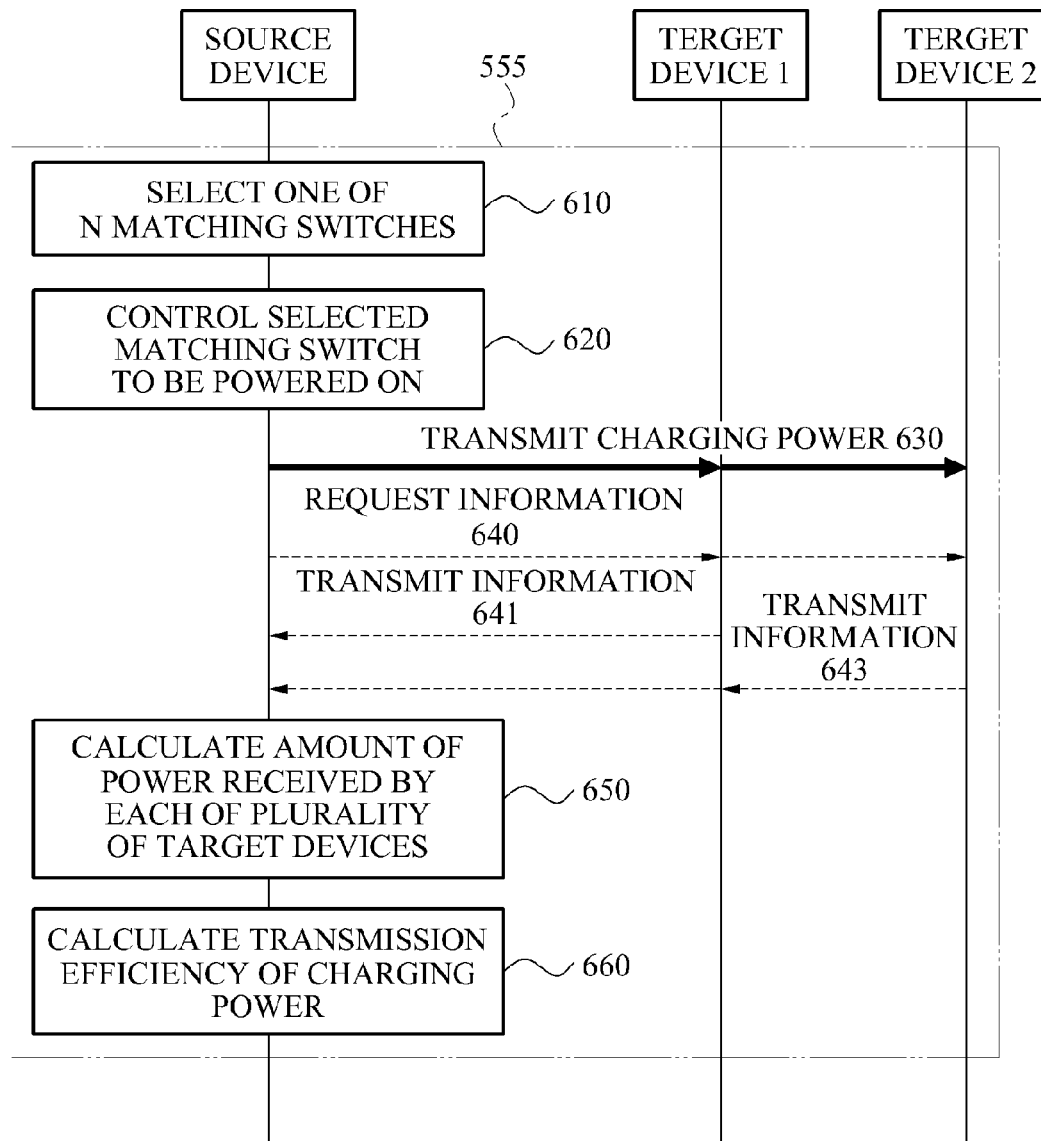 SOURCE
DEVICE
TERGET
DEVICE 1
TERGET
DEVICE 2
555
SELECT ONE OF
N MATCHING SWITCHES
610
CONTROL SELECTED
MATCHING SWITCH
TO BE POWERED ON
620
TRANSMIT CHARGING POWER 630
REQUEST INFORMATION
640
TRANSMIT INFORMATION
641
TRANSMIT
INFORMATION
643
CALCULATE AMOUNT OF
POWER RECEIVED BY
EACH OF PLURALITY
OF TARGET DEVICES
650
CALCULATE TRANSMISSION
EFFICIENCY OF CHARGING
POWER
660